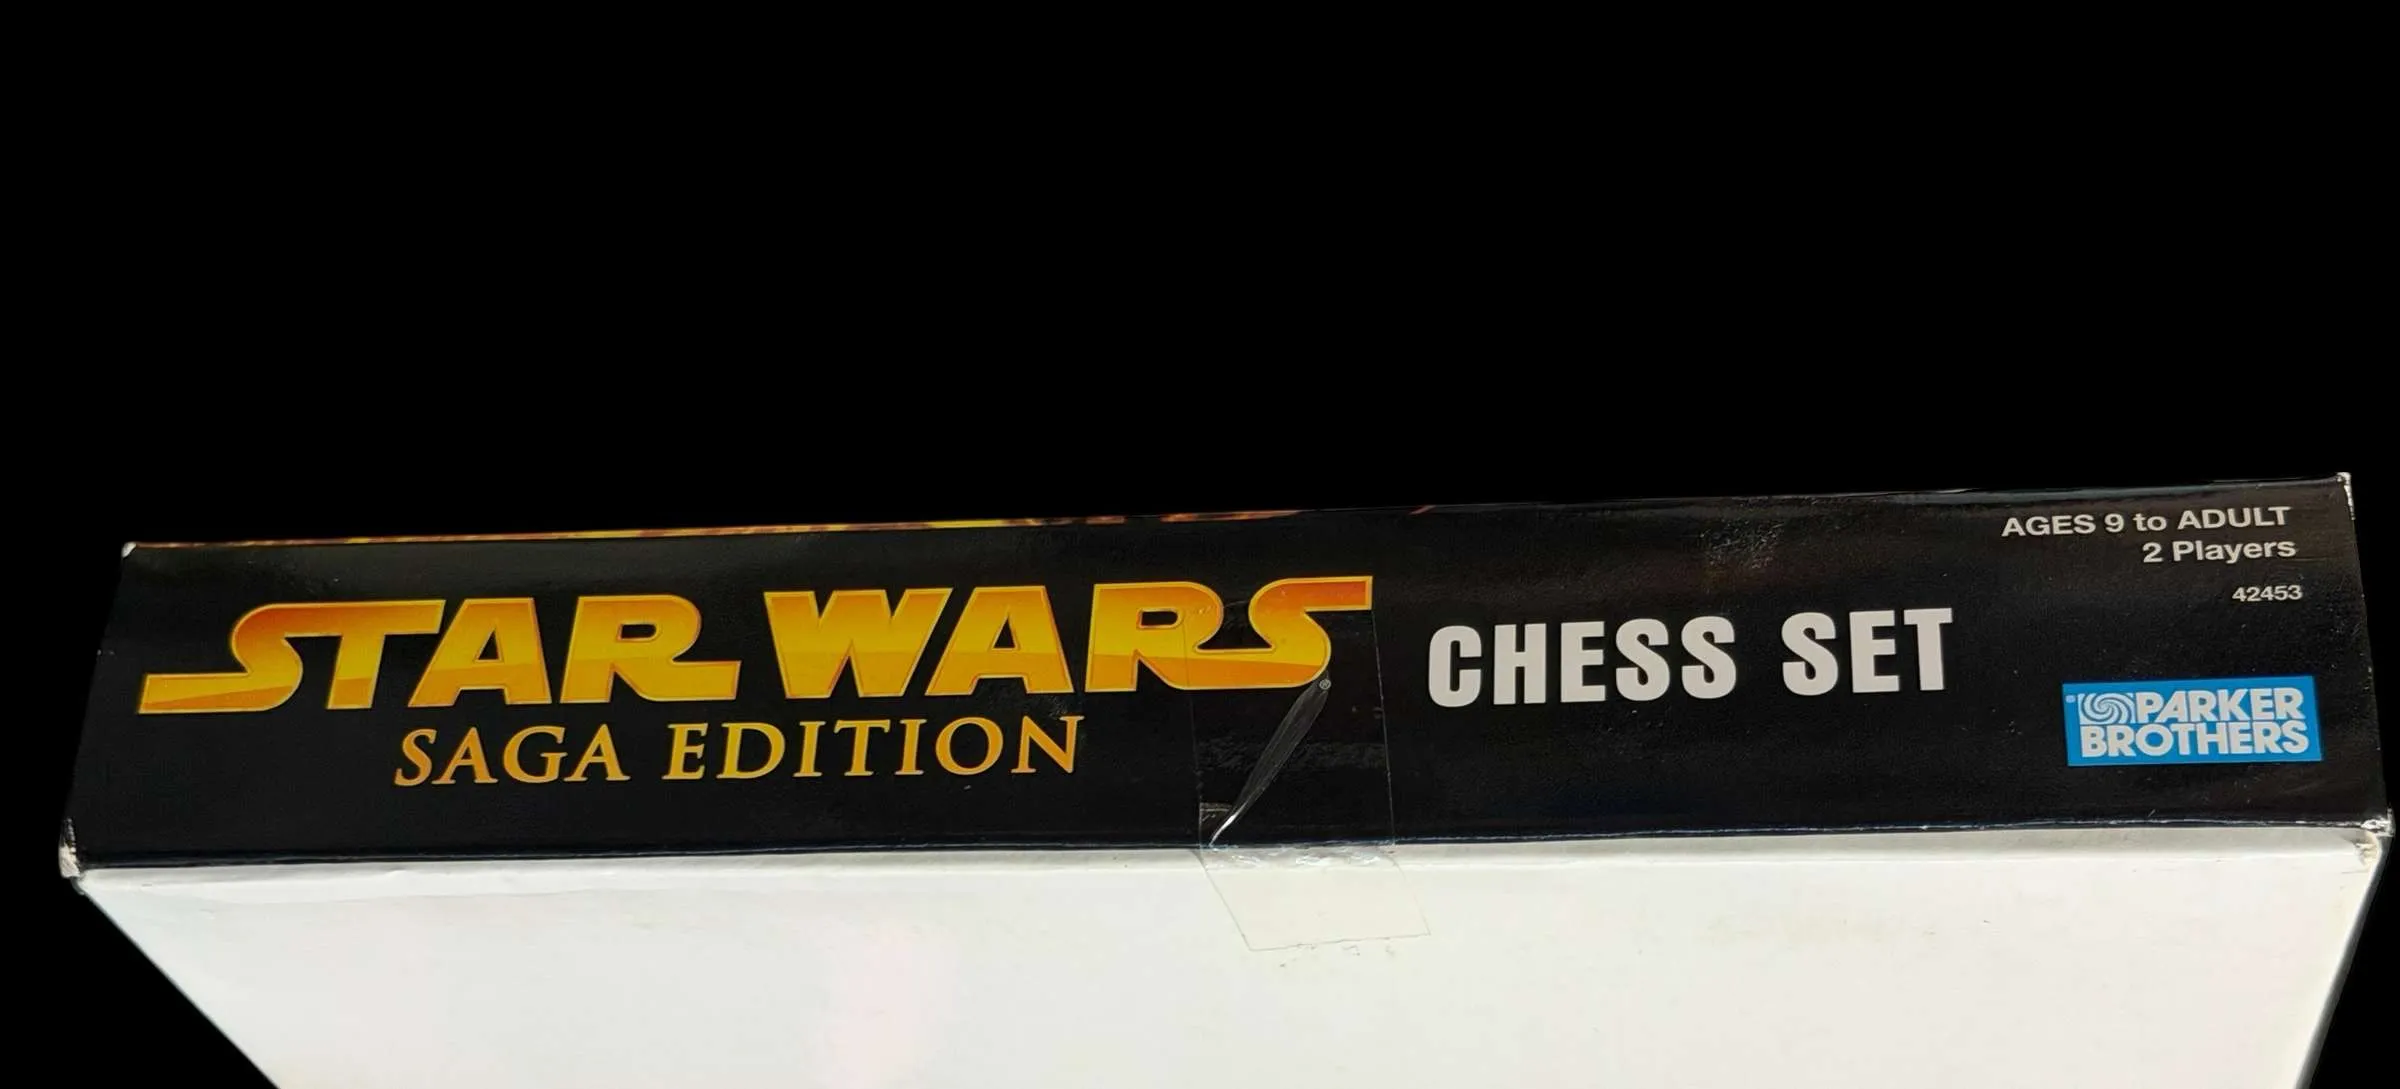 STAR WARS
SAGA EDITION
CHESS SET
AGES 9 to ADULT
2 Players
42453
PARKER
BROTHERS